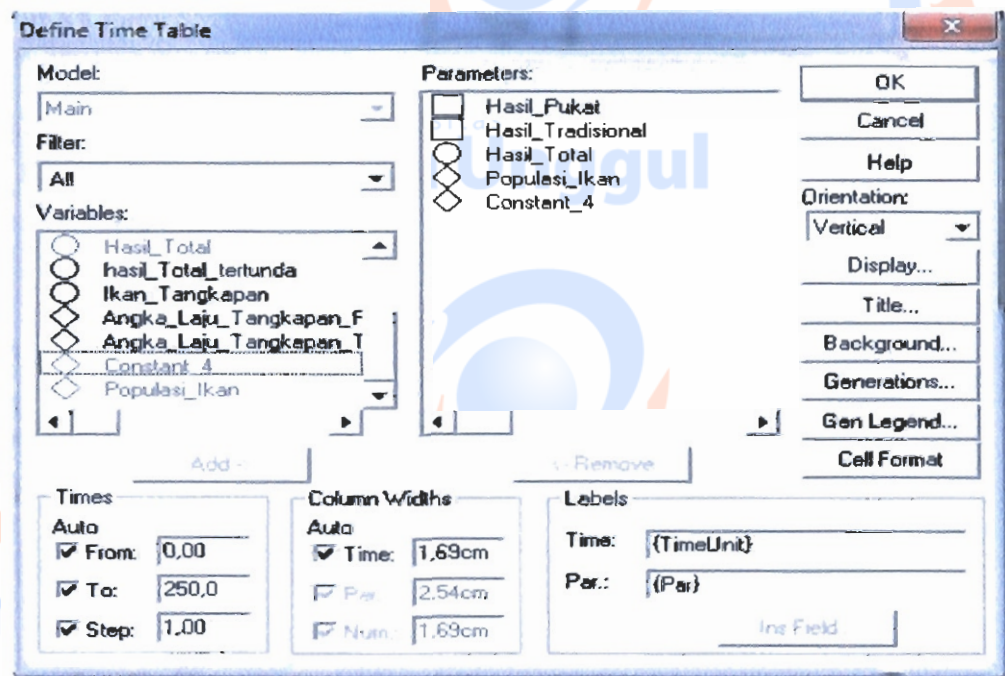 Define Time Table
Model:
Main
Filter:
All
Variables:
Hasil_Total
hasil_Total_tertunda
Ikan_Tangkapan
Angka_Laju_Tangkapan_F
Angka_Laju_Tangkapan_T
Constant_4
Populasi_Ikan
Add -
Parameters:
Hasil_Pukat
Hasil_Tradisional
Hasil_Total
Populasi_Ikan
Constant_4
Unggul
<- Remove
OK
Cancel
Help
Orientation:
Vertical
Display...
Title...
Background...
Generations...
Gen Legend...
Cell Format
Times
Auto
From: 0,00
To: 250,0
Step: 1,00
Column Widths
Auto
Time: 1,69cm
Par 2,54cm
Num.: 1,69cm
Labels
Time: {TimeUnit}
Par.: {Par}
Ins Field